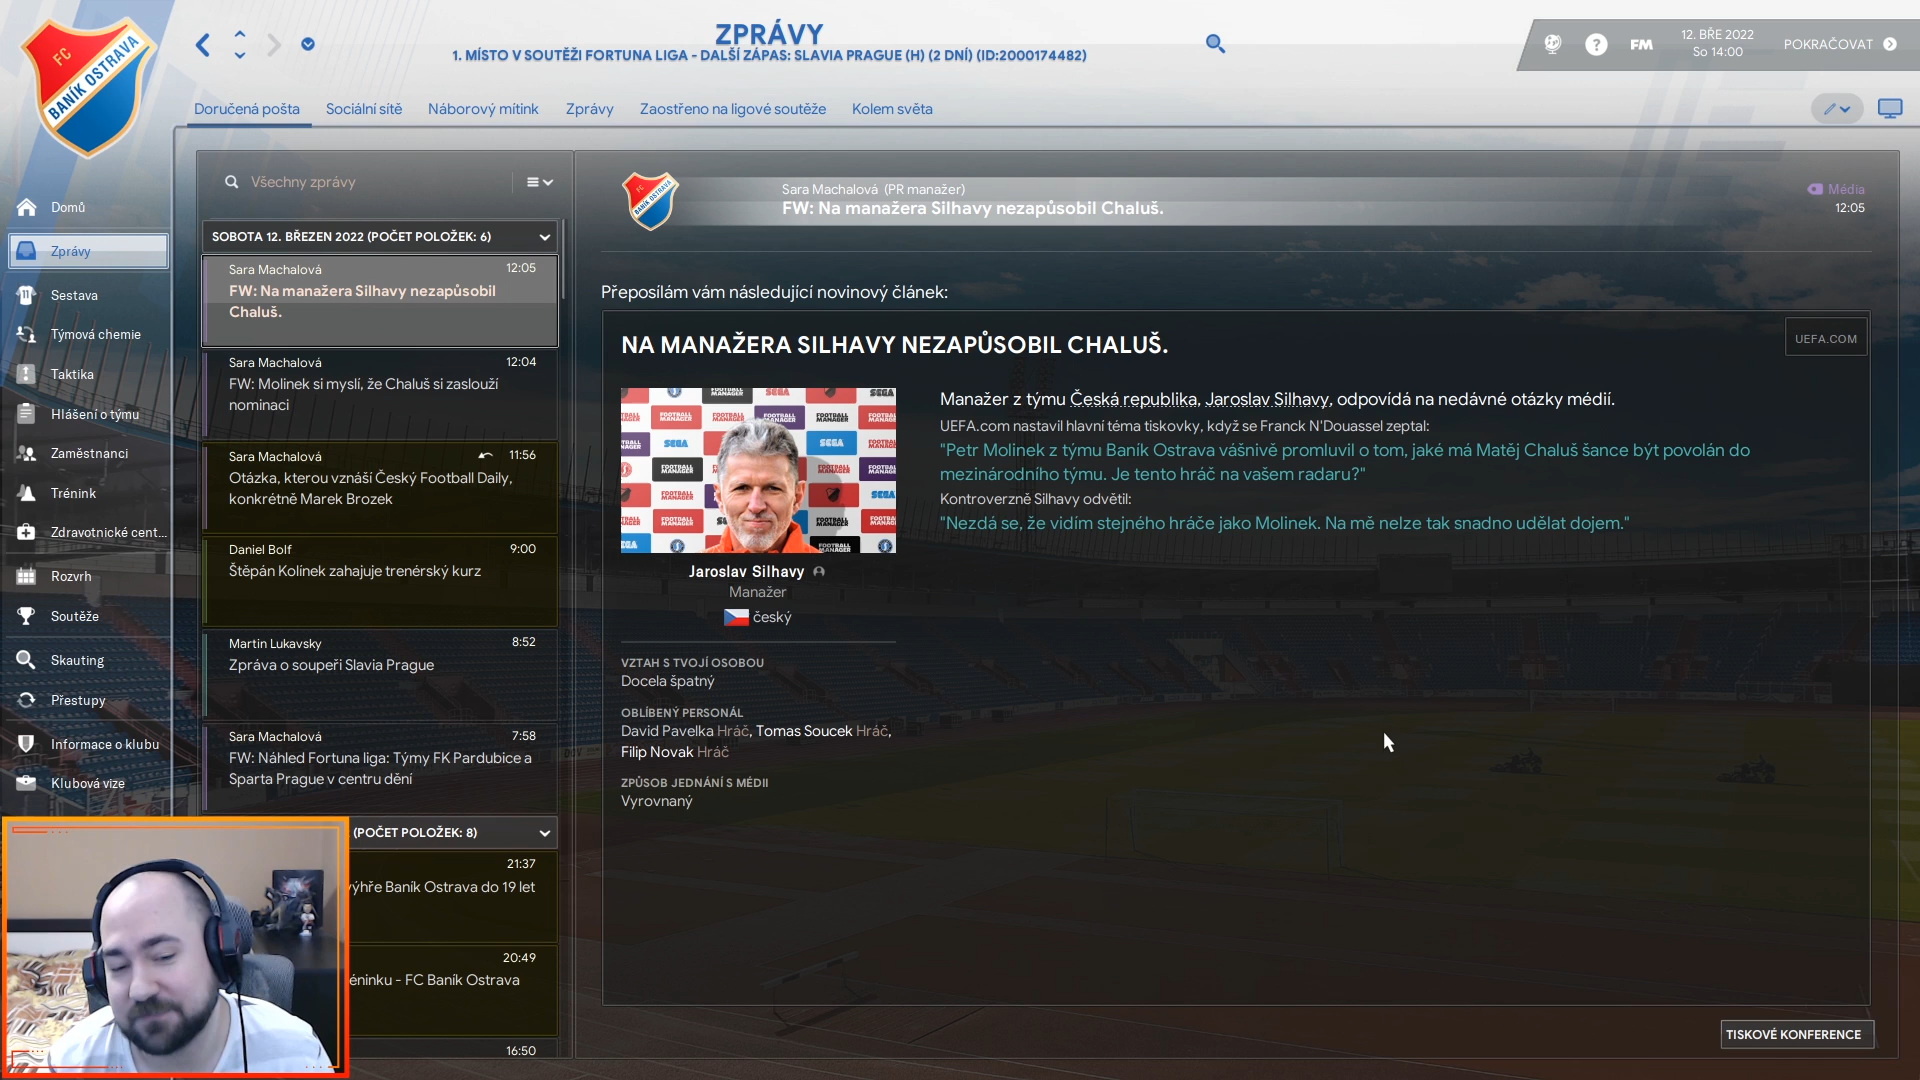 FC
BANÍK OSTRAVA
ZPRÁVY
1. MÍSTO V SOUTĚŽI FORTUNA LIGA - DALŠÍ ZÁPAS: SLAVIA PRAGUE (H) (2 DNÍ) (ID:2000174482)
FM
12. BŘE 2022
So 14:00
POKRAČOVAT
Doručená pošta
Sociální sítě
Náborový mítink
Zprávy
Zaostřeno na ligové soutěže
Kolem světa
Domů
Zprávy
Sestava
Týmová chemie
Taktika
Hlášení o týmu
Zaměstnanci
Trénink
Zdravotnické cent...
Rozvrh
Soutěže
Skauting
Přestupy
Informace o klubu
Klubová vize
Všechny zprávy
SOBOTA 12. BŘEZEN 2022 (POČET POLOŽEK: 6)
Sara Machalová 12:05
FW: Na manažera Silhavy nezapůsobil
Chaluš.
Sara Machalová 12:04
FW: Molinek si myslí, že Chaluš si zaslouží
nominaci
Sara Machalová 11:56
Otázka, kterou vznáší Český Football Daily,
konkrétně Marek Brozek
Daniel Bolf 9:00
Štěpán Kolínek zahajuje trenérský kurz
Martin Lukavsky 8:52
Zpráva o soupeři Slavia Prague
Sara Machalová 7:58
FW: Náhled Fortuna liga: Týmy FK Pardubice a
Sparta Prague v centru dění
(POČET POLOŽEK: 8)
21:37
výhře Baník Ostrava do 19 let
20:49
éninku - FC Baník Ostrava
16:50
Sara Machalová (PR manažer)
FW: Na manažera Silhavy nezapůsobil Chaluš.
Média
12:05
Přeposílám vám následující novinový článek:
NA MANAŽERA SILHAVY NEZAPŮSOBIL CHALUŠ.
UEFA.COM
Manažer z týmu Česká republika, Jaroslav Silhavy, odpovídá na nedávné otázky médií.
UEFA.com nastavil hlavní téma tiskovky, když se Franck N'Douassel zeptal:
"Petr Molinek z týmu Baník Ostrava vášnivě promluvil o tom, jaké má Matěj Chaluš šance být povolán do
mezinárodního týmu. Je tento hráč na vašem radaru?"
Kontroverzně Silhavy odvětil:
"Nezdá se, že vidím stejného hráče jako Molinek. Na mě nelze tak snadno udělat dojem."
Jaroslav Silhavy
Manažer
český
VZTAH S TVOJÍ OSOBOU
Docela špatný
OBLÍBENÝ PERSONÁL
David Pavelka Hráč, Tomas Soucek Hráč,
Filip Novak Hráč
ZPŮSOB JEDNÁNÍ S MÉDII
Vyrovnaný
TISKOVÉ KONFERENCE